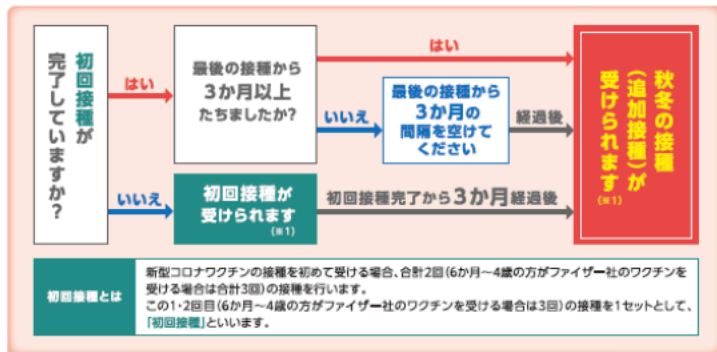 初回接種が
完了していますか?
はい
最後の接種から
3か月以上
たちましたか?
はい
いいえ
最後の接種から
3か月の
間隔を空けて
ください
経過後
秋冬の接種
(追加接種)が
受けられます
(※1)
いいえ
初回接種が
受けられます
(※1)
初回接種完了から3か月経過後
初回接種とは
新型コロナワクチンの接種を初めて受ける場合、合計2回(6か月～4歳の方がファイザー社のワクチンを
受ける場合は合計3回)の接種を行います。
この1・2回目(6か月～4歳の方がファイザー社のワクチンを受ける場合は3回)の接種を1セットとして、
「初回接種」といいます。